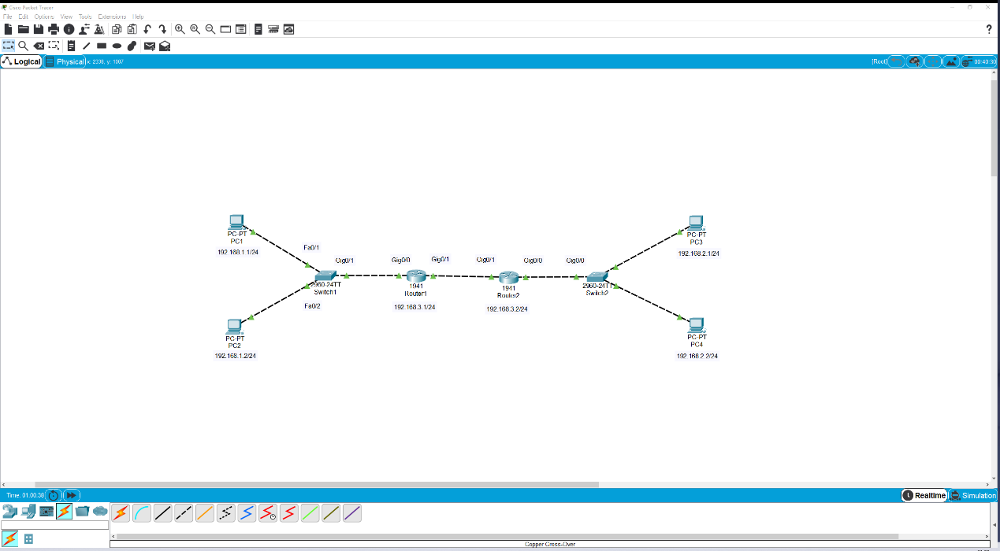 Cisco Packet Tracer
File Edit Options View Tools Extensions Help
?
Logical Physical x: 2338, y: 1007 [Root] 00:40:30
PC-PT
PC1
192.168.1.1/24
Fa0/1
Gig0/1
Gig0/0
Gig0/1
Gig0/1
Gig0/0
Gig0/0
PC-PT
PC3
192.168.2.1/24
2960-24TT
Switch1
1941
Router1
1941
Router2
2960-24TT
Switch2
Fa0/2
192.168.3.1/24
192.168.3.2/24
PC-PT
PC2
192.168.1.2/24
PC-PT
PC4
192.168.2.2/24
Time: 01:00:38 Realtime Simulation
Copper Cross-Over